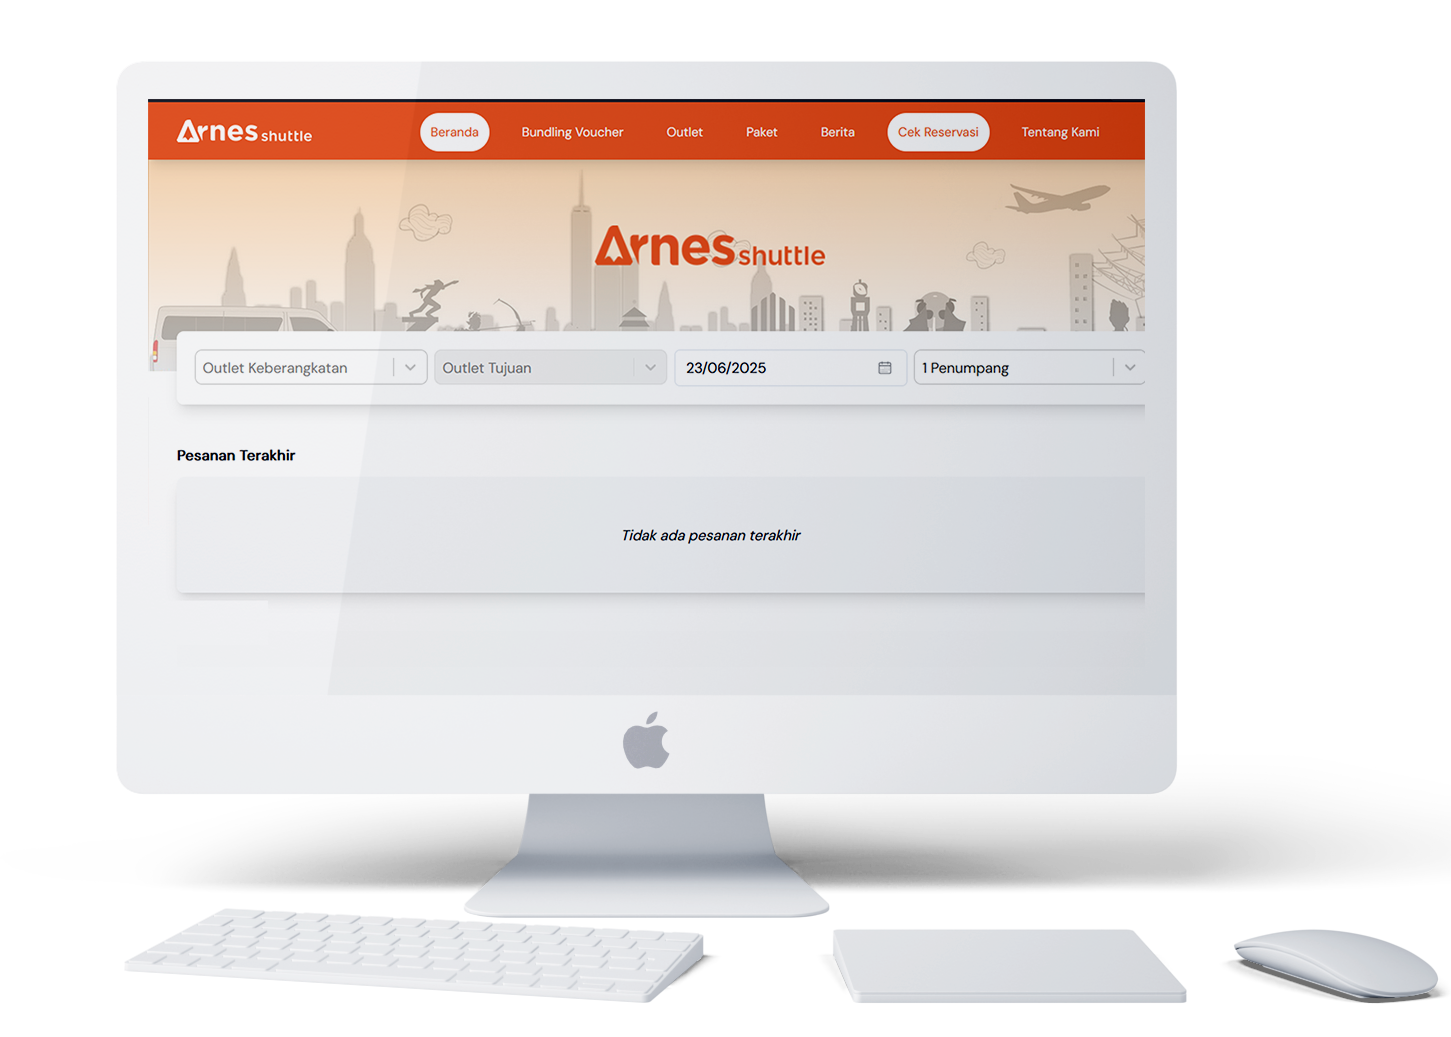 Arnes shuttle
Beranda
Bundling Voucher
Outlet
Paket
Berita
Cek Reservasi
Tentang Kami
Arnes shuttle
Outlet Keberangkatan
Outlet Tujuan
23/06/2025
1 Penumpang
Pesanan Terakhir
Tidak ada pesanan terakhir